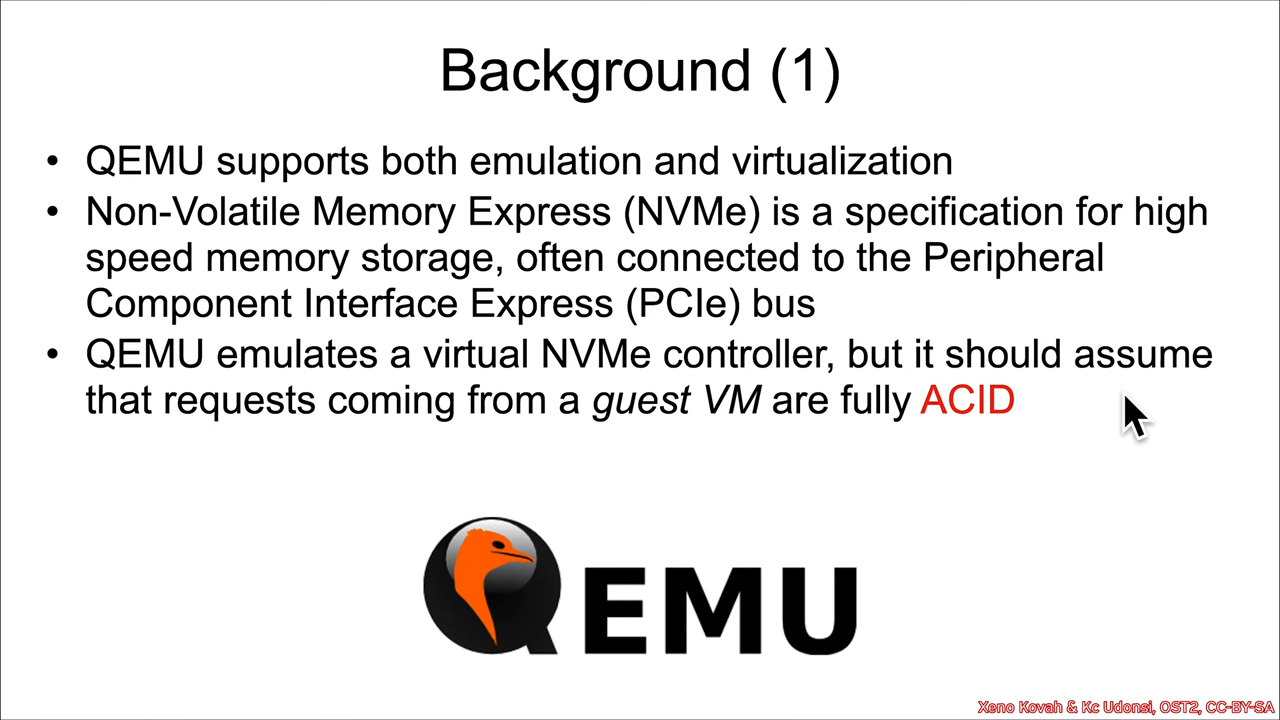 Background (1)
• QEMU supports both emulation and virtualization
• Non-Volatile Memory Express (NVMe) is a specification for high
speed memory storage, often connected to the Peripheral
Component Interface Express (PCIe) bus
• QEMU emulates a virtual NVMe controller, but it should assume
that requests coming from a guest VM are fully ACID
QEMU
Xeno Kovah & Kc Udonsi, OST2, CC-BY-SA